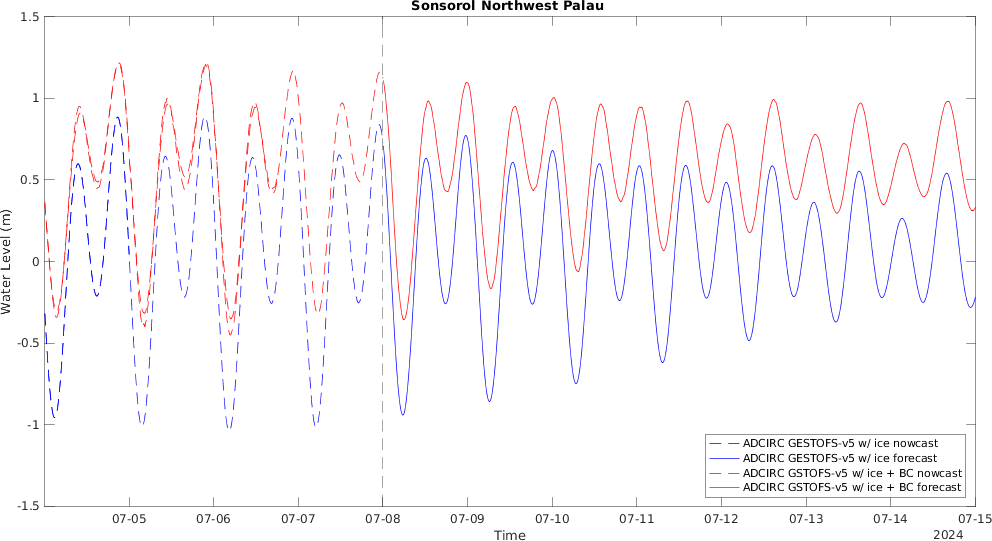 Sonsorol Northwest Palau
1.5
1
0.5
0
-0.5
-1
-1.5
Water Level (m)
ADCIRC GESTOFS-v5 w/ ice nowcast
ADCIRC GESTOFS-v5 w/ ice forecast
ADCIRC GSTOFS-v5 w/ ice + BC nowcast
ADCIRC GSTOFS-v5 w/ ice + BC forecast
07-05 07-06 07-07 07-08 07-09 07-10 07-11 07-12 07-13 07-14 07-15
Time
2024